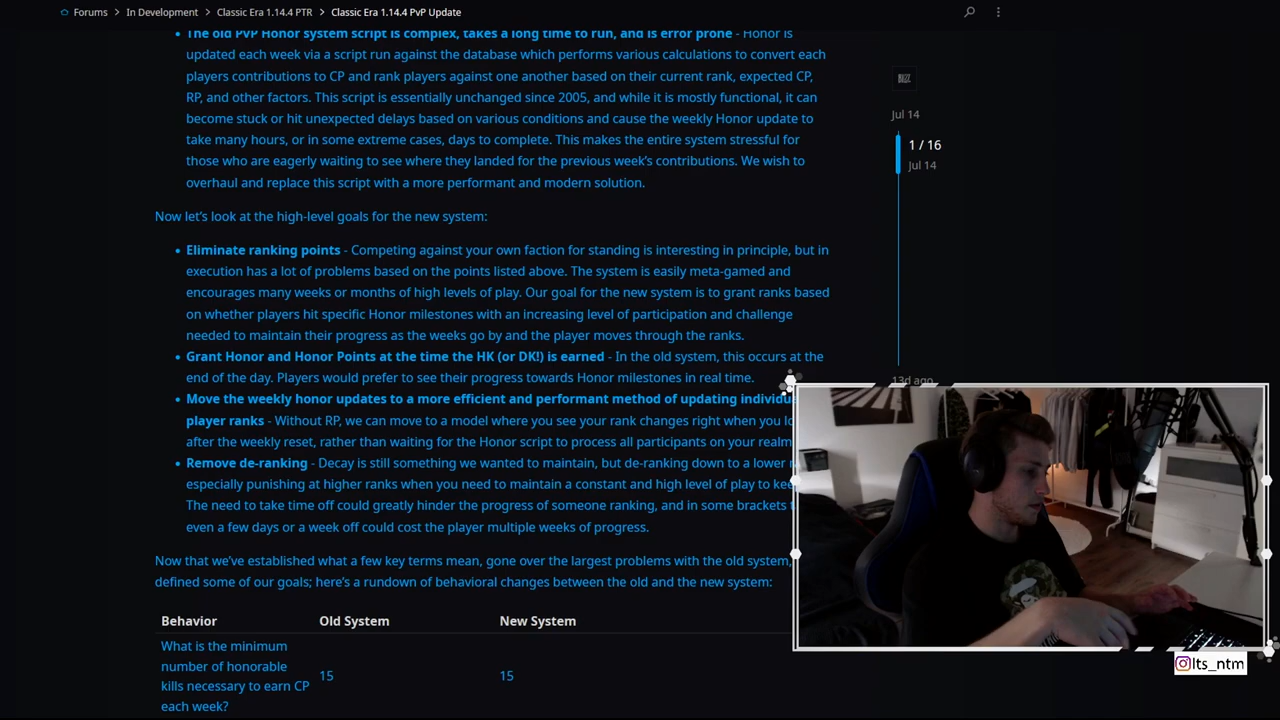 Forums > In Development > Classic Era 1.14.4 PTR > Classic Era 1.14.4 PvP Update
• The old PvP Honor system script is complex, takes a long time to run, and is error prone - Honor is
updated each week via a script run against the database which performs various calculations to convert each
players contributions to CP and rank players against one another based on their current rank, expected CP,
RP, and other factors. This script is essentially unchanged since 2005, and while it is mostly functional, it can
become stuck or hit unexpected delays based on various conditions and cause the weekly Honor update to
take many hours, or in some extreme cases, days to complete. This makes the entire system stressful for
those who are eagerly waiting to see where they landed for the previous week's contributions. We wish to
overhaul and replace this script with a more performant and modern solution.
Now let's look at the high-level goals for the new system:
• Eliminate ranking points - Competing against your own faction for standing is interesting in principle, but in
execution has a lot of problems based on the points listed above. The system is easily meta-gamed and
encourages many weeks or months of high levels of play. Our goal for the new system is to grant ranks based
on whether players hit specific Honor milestones with an increasing level of participation and challenge
needed to maintain their progress as the weeks go by and the player moves through the ranks.
• Grant Honor and Honor Points at the time the HK (or DK!) is earned - In the old system, this occurs at the
end of the day. Players would prefer to see their progress towards Honor milestones in real time.
• Move the weekly honor updates to a more efficient and performant method of updating individu
player ranks - Without RP, we can move to a model where you see your rank changes right when you lo
after the weekly reset, rather than waiting for the Honor script to process all participants on your realm
• Remove de-ranking - Decay is still something we wanted to maintain, but de-ranking down to a lower
especially punishing at higher ranks when you need to maintain a constant and high level of play to
The need to take time off could greatly hinder the progress of someone ranking, and in some brackets
even a few days or a week off could cost the player multiple weeks of progress.
Now that we've established what a few key terms mean, gone over the largest problems with the old system,
defined some of our goals; here's a rundown of behavioral changes between the old and the new system:
Behavior Old System New System
What is the minimum
number of honorable
kills necessary to earn CP
each week?
15 15
Jul 14
1 / 16
Jul 14
13d ago
Its_ntm